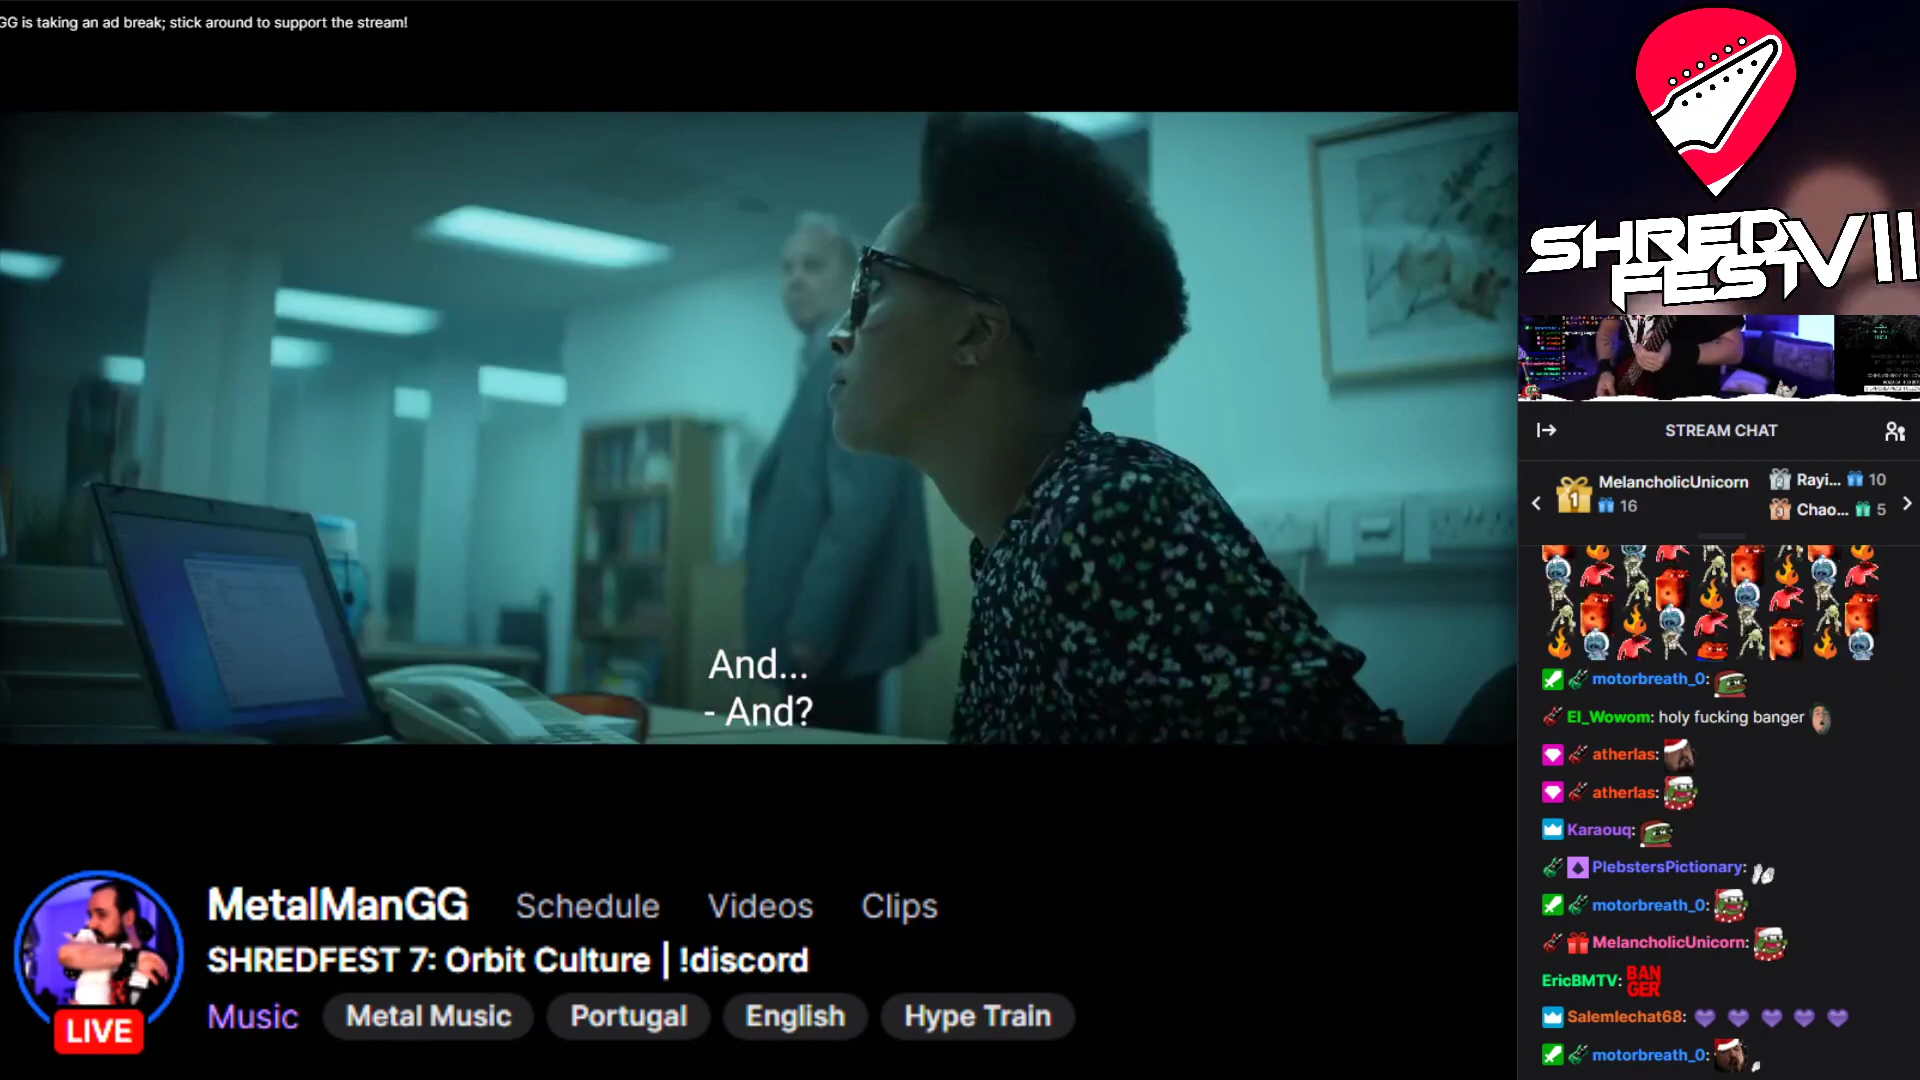 GG is taking an ad break; stick around to support the stream!
And...
- And?
MetalManGG
Schedule
Videos
Clips
SHREDFEST 7: Orbit Culture | !discord
Music
Metal Music
Portugal
English
Hype Train
LIVE
SHRED
FEST VII
STREAM CHAT
1
MelancholicUnicorn
16
2
Rayi... 10
3
Chao... 5
motorbreath_0:
El_Wowom: holy fucking banger
atherlas:
atherlas:
Karaouq:
PlebstersPictionary:
motorbreath_0:
MelancholicUnicorn:
EricBMTV: BAN
GER
Salemlechat68:
motorbreath_0: